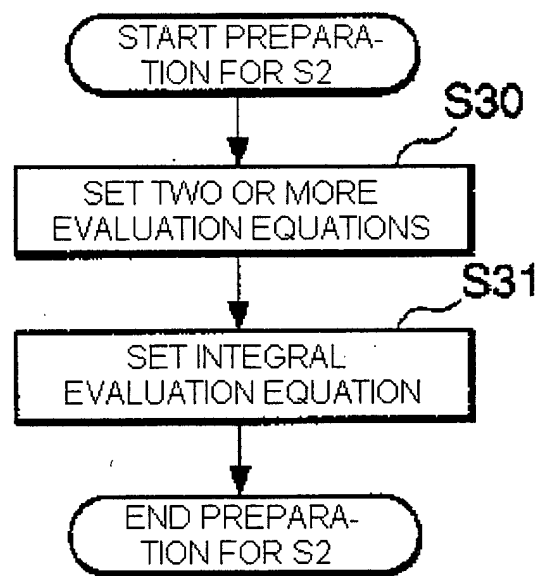 START PREPARA-
TION FOR S2
S30
SET TWO OR MORE
EVALUATION EQUATIONS
S31
SET INTEGRAL
EVALUATION EQUATION
END PREPARA-
TION FOR S2